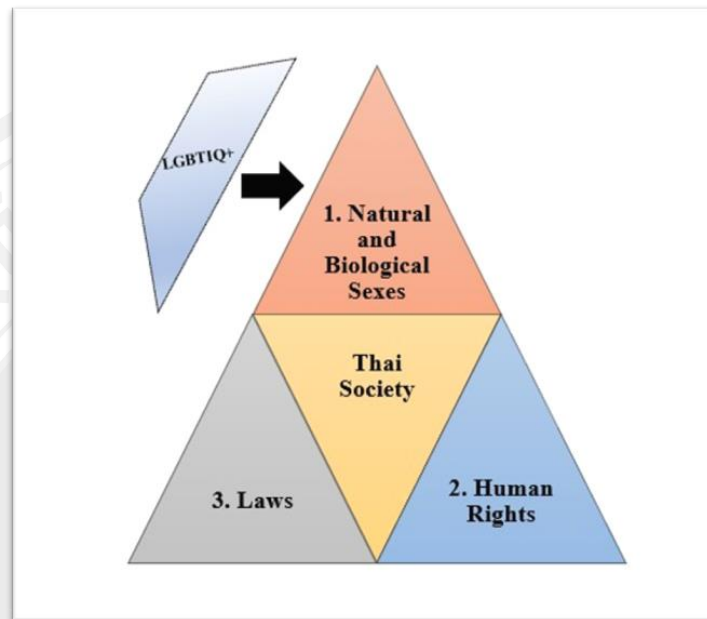 LGBTIQ+
1. Natural
and
Biological
Sexes
Thai
Society
3. Laws
2. Human
Rights